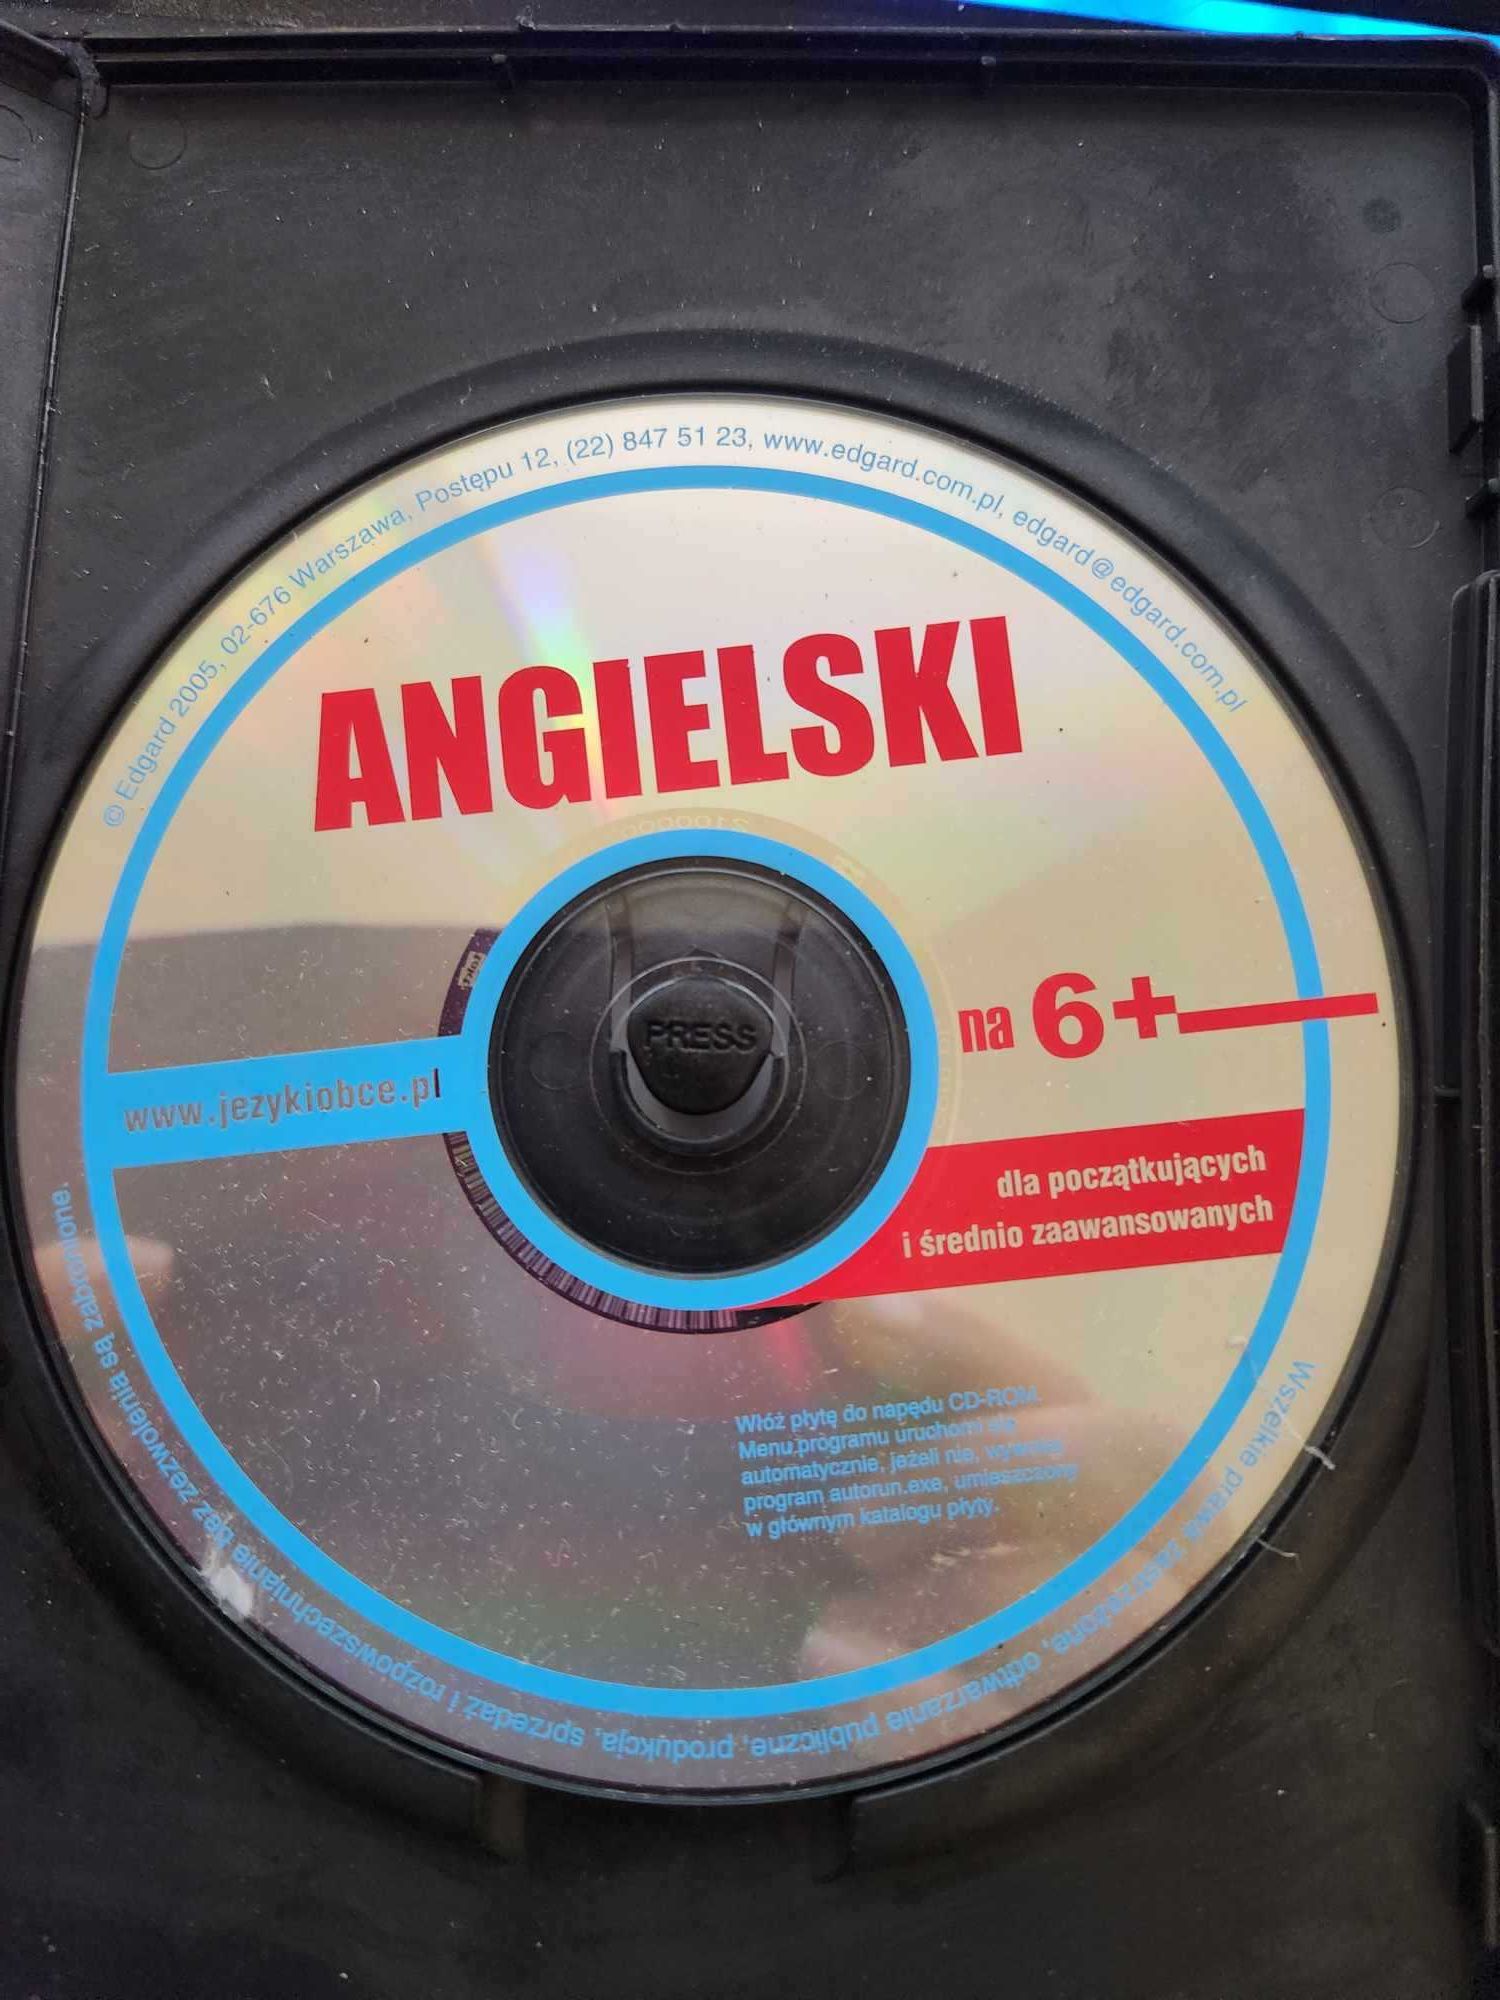 © Edgard 2005, 02-676 Warszawa, Postępu 12, (22) 847 51 23, www.edgard.com.pl, edgard@edgard.com.pl
ANGIELSKI
na 6+
www.jezykiobce.pl
PRESS
dla początkujących
i średnio zaawansowanych
Włóż płytę do napędu CD-ROM.
Menu programu uruchomi się
automatycznie, jeżeli nie, wywołaj
program autorun.exe, umieszczony
w głównym katalogu płyty.
Wszelkie prawa zastrzeżone, odtwarzanie publiczne, produkcja, sprzedaż i rozpowszechnianie bez zezwolenia są zabronione.